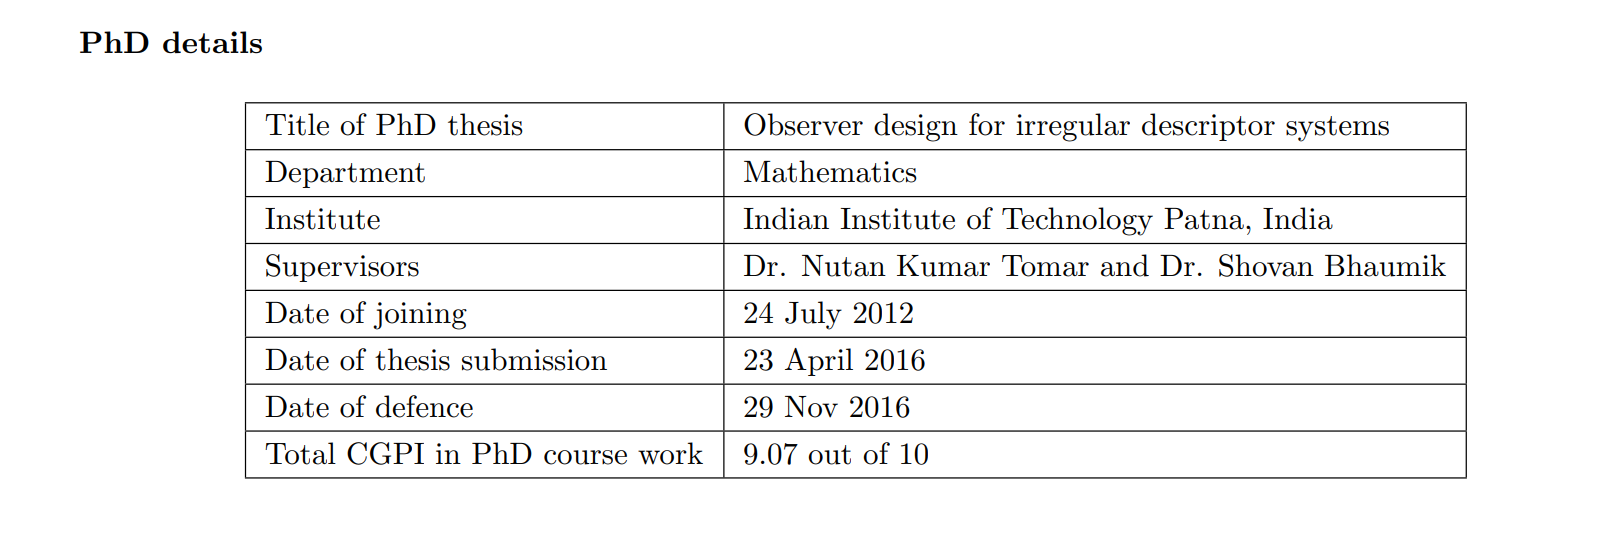 PhD details
Title of PhD thesis Observer design for irregular descriptor systems
Department Mathematics
Institute Indian Institute of Technology Patna, India
Supervisors Dr. Nutan Kumar Tomar and Dr. Shovan Bhaumik
Date of joining 24 July 2012
Date of thesis submission 23 April 2016
Date of defence 29 Nov 2016
Total CGPI in PhD course work 9.07 out of 10